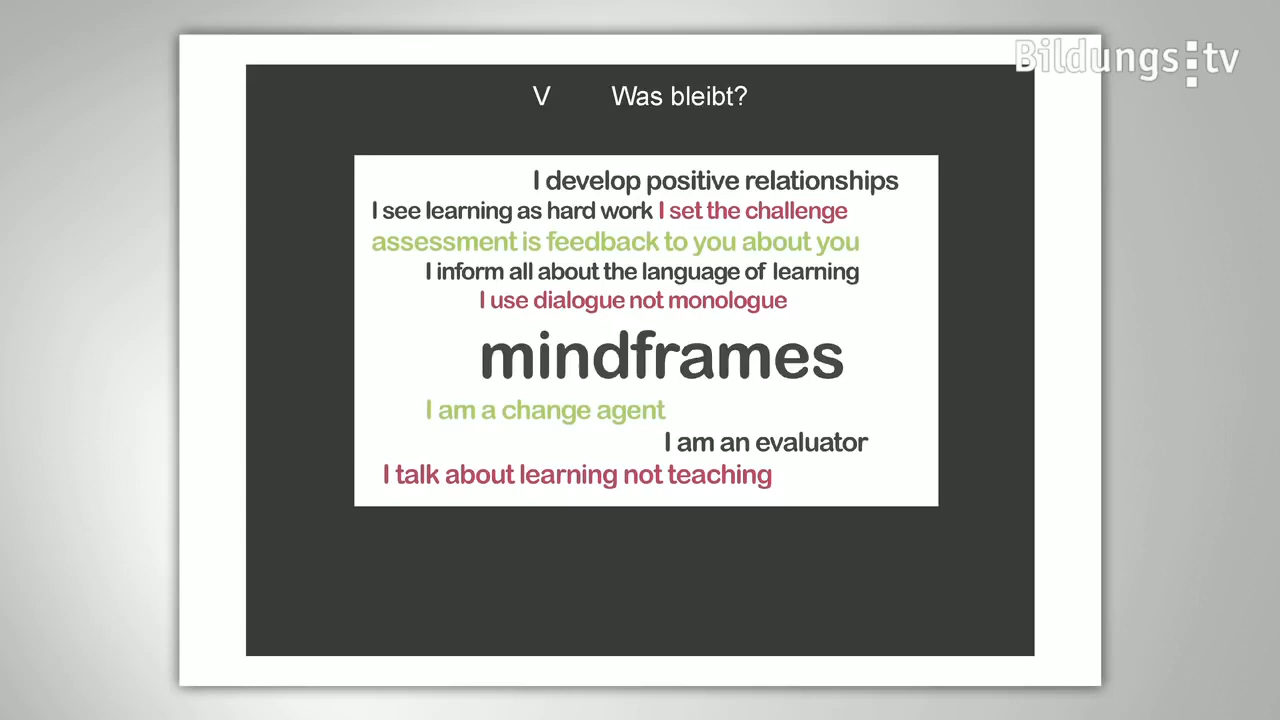 Bildungs:tv
V Was bleibt?
I develop positive relationships
I see learning as hard work I set the challenge
assessment is feedback to you about you
I inform all about the language of learning
I use dialogue not monologue
mindframes
I am a change agent
I am an evaluator
I talk about learning not teaching